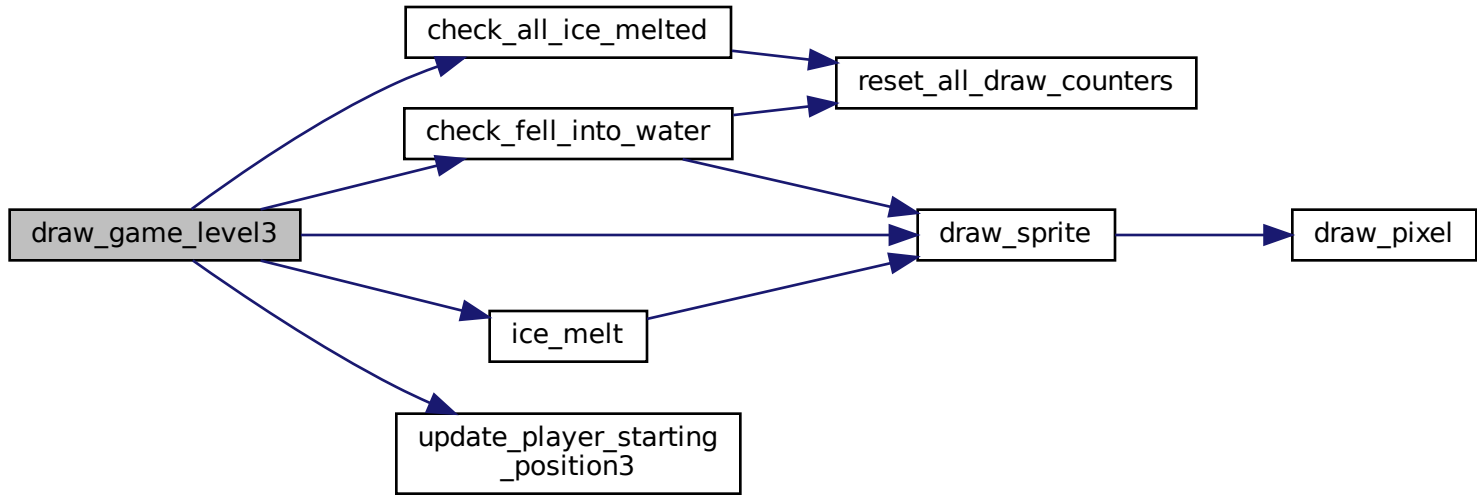 check_all_ice_melted
reset_all_draw_counters
check_fell_into_water
draw_game_level3
draw_sprite
draw_pixel
ice_melt
update_player_starting
_position3